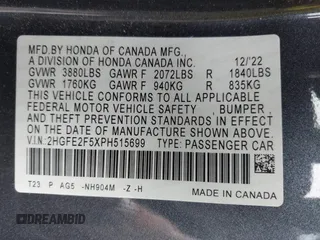 MFD.BY HONDA OF CANADA MFG.,
A DIVISION OF HONDA CANADA INC. 12/'22
GVWR 3880LBS GAWR F 2072LBS R 1840LBS
GVWR 1760KG GAWR F 940KG R 835KG
THIS VEHICLE CONFORMS TO ALL APPLICABLE
FEDERAL MOTOR VEHICLE SAFETY , BUMPER ,
AND THEFT PREVENTION STANDARDS IN EFFECT
ON THE DATE OF MANUFACTURE SHOWN ABOVE.
V.I.N:2HGFE2F5XPH515699 TYPE:PASSENGER CAR
T23 P AG5 -NH904M -Z -H
MADE IN CANADA
DREAMBID